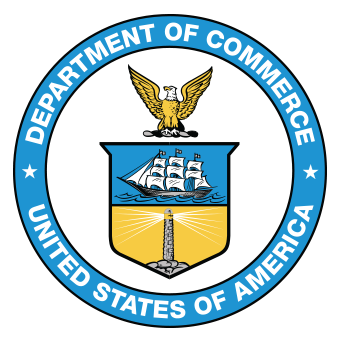 DEPARTMENT OF COMMERCE
UNITED STATES OF AMERICA